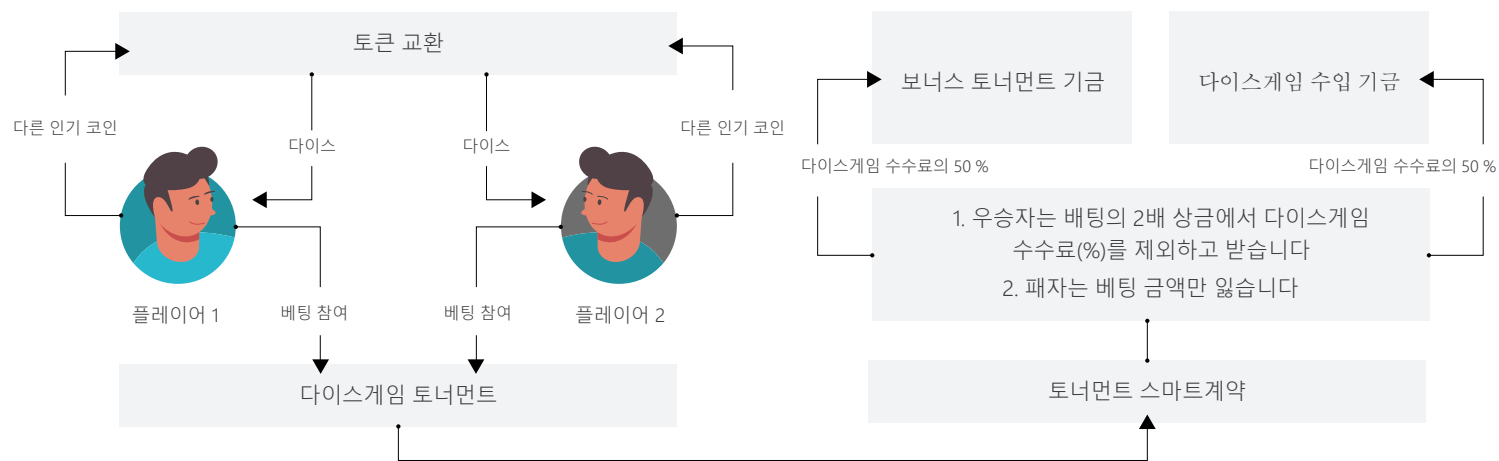 토큰 교환
다른 인기 코인
다이스
다이스
다른 인기 코인
플레이어 1
베팅 참여
베팅 참여
플레이어 2
다이스게임 토너먼트
보너스 토너먼트 기금
다이스게임 수입 기금
다이스게임 수수료의 50 %
다이스게임 수수료의 50 %
1. 우승자는 배팅의 2배 상금에서 다이스게임
수수료(%)를 제외하고 받습니다
2. 패자는 베팅 금액만 잃습니다
토너먼트 스마트계약